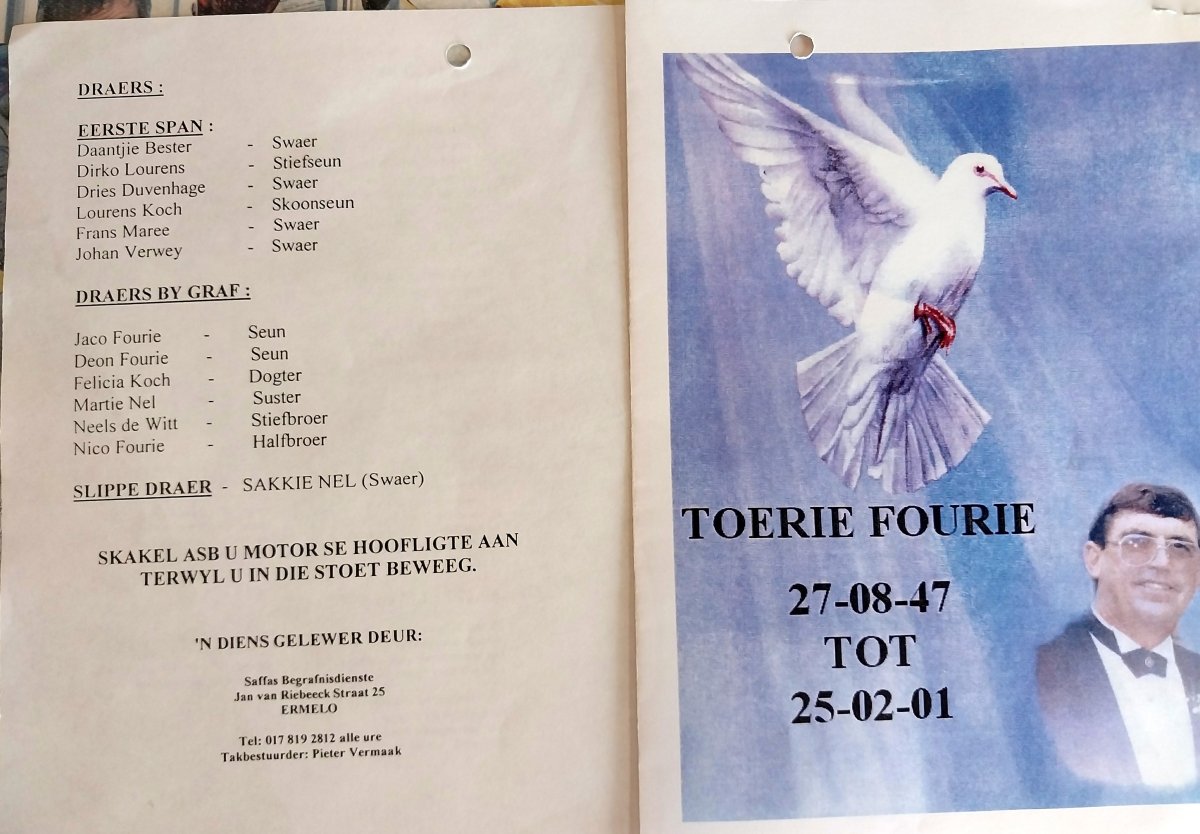 DRAERS :
EERSTE SPAN :
Daantjie Bester - Swaer
Dirko Lourens - Stiefseun
Dries Duvenhage - Swaer
Lourens Koch - Skoonseun
Frans Maree - Swaer
Johan Verwey - Swaer
DRAERS BY GRAF :
Jaco Fourie - Seun
Deon Fourie - Seun
Felicia Koch - Dogter
Martie Nel - Suster
Neels de Witt - Stiefbroer
Nico Fourie - Halfbroer
SLIPPE DRAER - SAKKIE NEL (Swaer)
SKAKEL ASB U MOTOR SE HOOFLIGTE AAN
TERWYL U IN DIE STOET BEWEEG.
'N DIENS GELEWER DEUR:
Saffas Begrafnisdienste
Jan van Riebeeck Straat 25
ERMELO
Tel: 017 819 2812 alle ure
Takbestuurder: Pieter Vermaak
TOERIE FOURIE
27-08-47
TOT
25-02-01